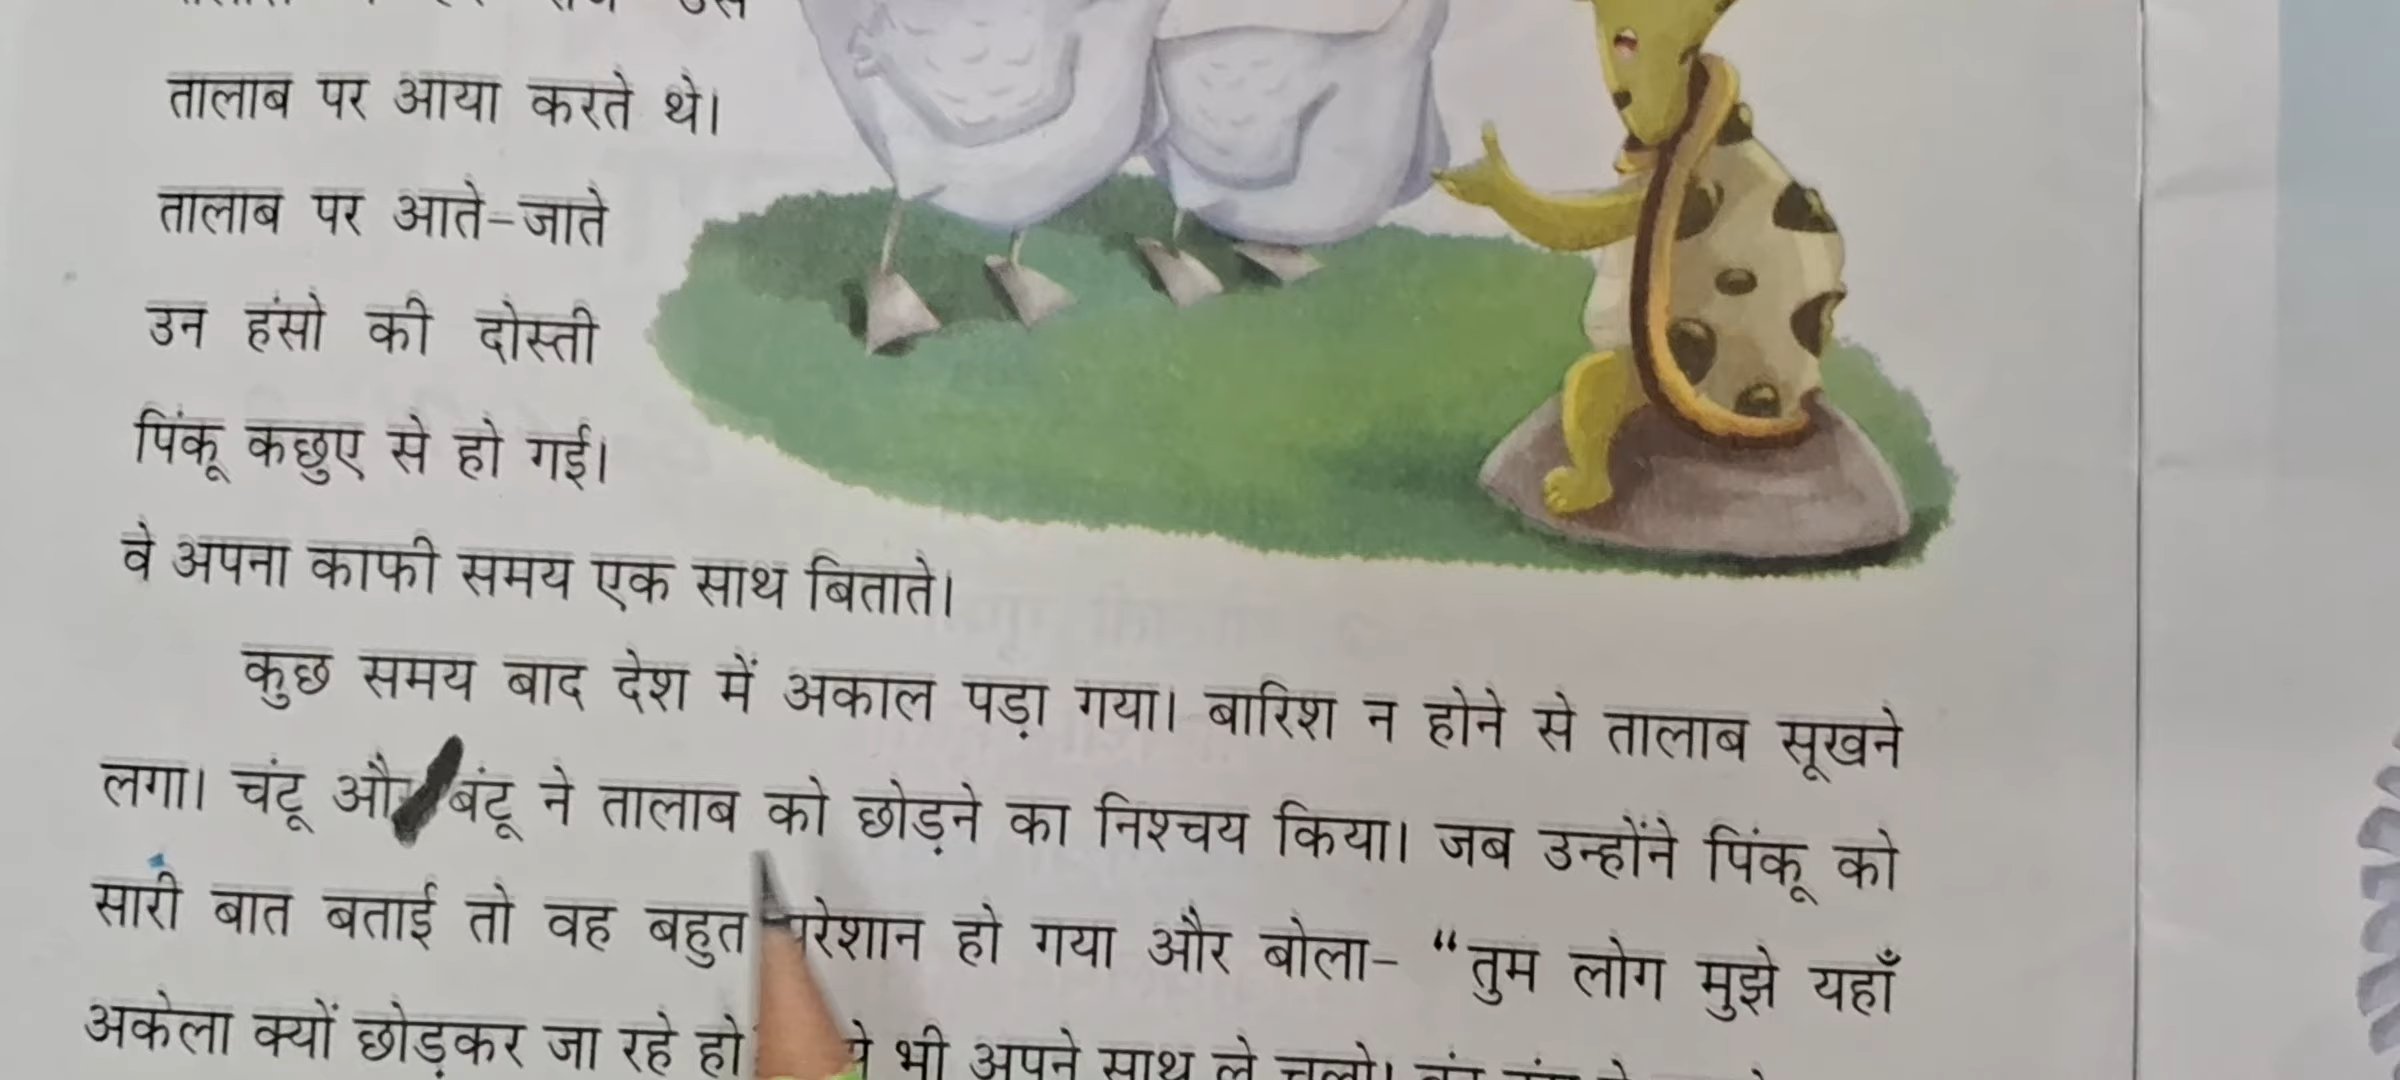 उस
तालाब पर आया करते थे।
तालाब पर आते-जाते
उन हंसो की दोस्ती
पिंकू कछुए से हो गई।
वे अपना काफी समय एक साथ बिताते।
कुछ समय बाद देश में अकाल पड़ा गया। बारिश न होने से तालाब सूखने
लगा। चंटू और बंटू ने तालाब को छोड़ने का निश्चय किया। जब उन्होंने पिंकू को
सारी बात बताई तो वह बहुत परेशान हो गया और बोला- “तुम लोग मुझे यहाँ
अकेला क्यों छोड़कर जा रहे हो भी अपने साथ ले चलो।